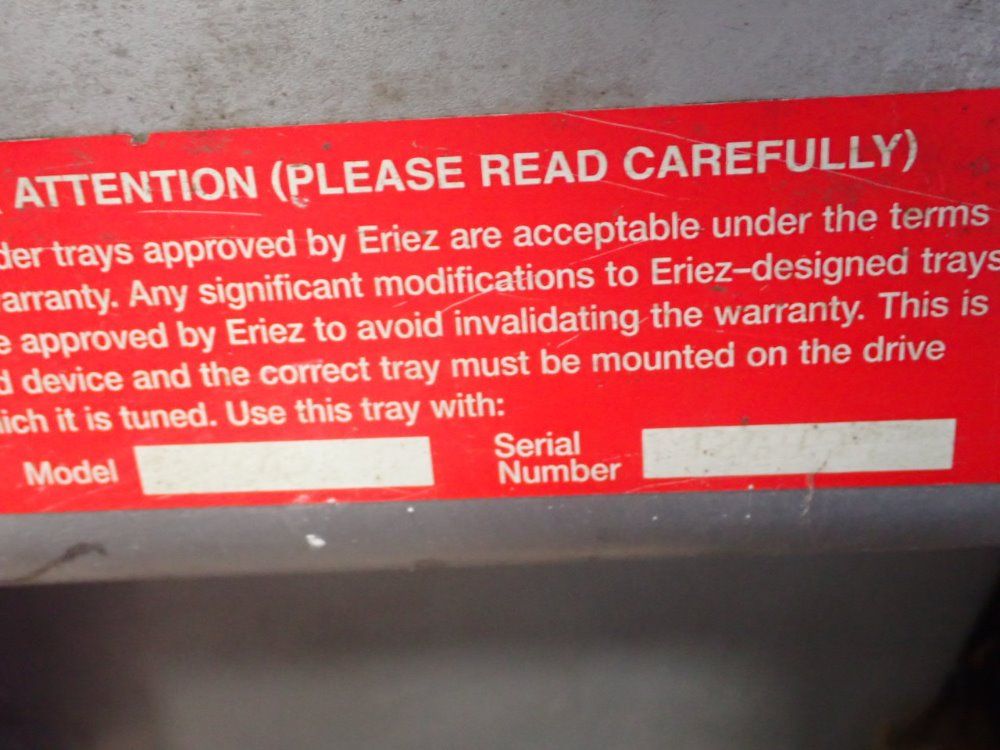 ATTENTION (PLEASE READ CAREFULLY)
der trays approved by Eriez are acceptable under the terms
arranty. Any significant modifications to Eriez-designed trays
e approved by Eriez to avoid invalidating the warranty. This is
d device and the correct tray must be mounted on the drive
ich it is tuned. Use this tray with:
Model
Serial
Number